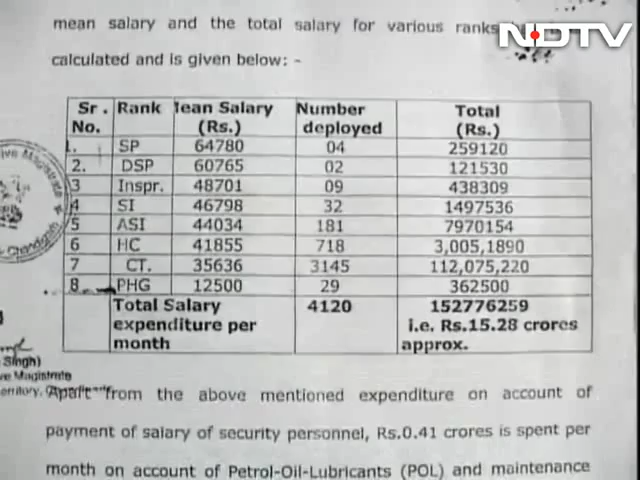 mean salary and the total salary for various ranks
NDTV
calculated and is given below: -
Sr . Rank Mean Salary Number Total
No. (Rs.) deployed (Rs.)
1. SP 64780 04 259120
2. DSP 60765 02 121530
3 Inspr. 48701 09 438309
4 SI 46798 32 1497536
5 ASI 44034 181 7970154
6 HC 41855 718 3,005,1890
7 CT. 35636 3145 112,075,220
8. PHG 12500 29 362500
Total Salary 4120 152776259
expenditure per i.e. Rs.15.28 crores
month approx.
Singh)
ve Magistrate
erritory,
Apart from the above mentioned expenditure on account of
payment of salary of security personnel, Rs.0.41 crores is spent per
month on account of Petrol-Oil-Lubricants (POL) and maintenance
ive Magistrate
Chandigarh